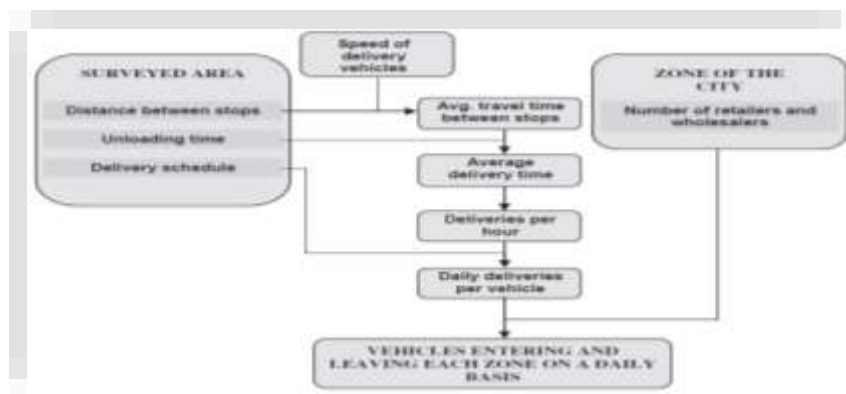 Speed of
delivery
vehicles
SURVEYED AREA
Distance between stops
Unloading time
Delivery schedule
ZONE OF THE
CITY
Number of retailers and
wholesalers
Avg. travel time
between stops
Average
delivery time
Deliveries per
hour
Daily deliveries
per vehicle
VEHICLES ENTERING AND
LEAVING EACH ZONE ON A DAILY
BASIS